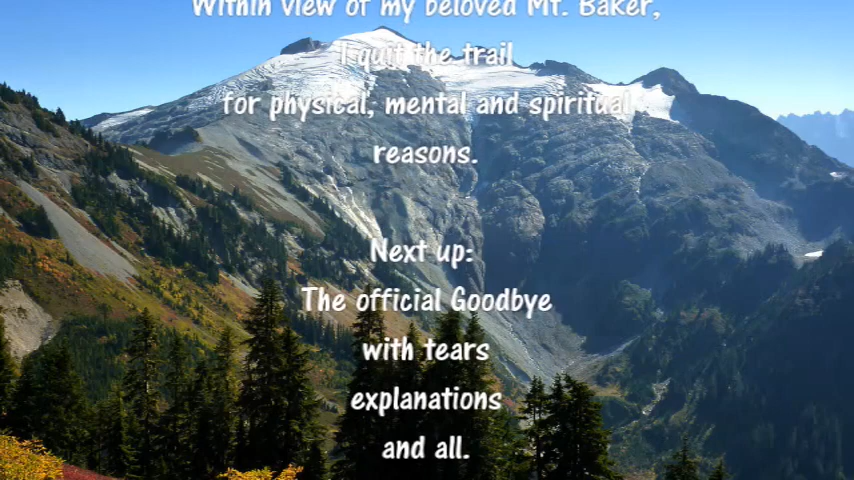 Within view of my beloved Mt. Baker,
I quit the trail
for physical, mental and spiritual
reasons.
Next up:
The official Goodbye
with tears
explanations
and all.